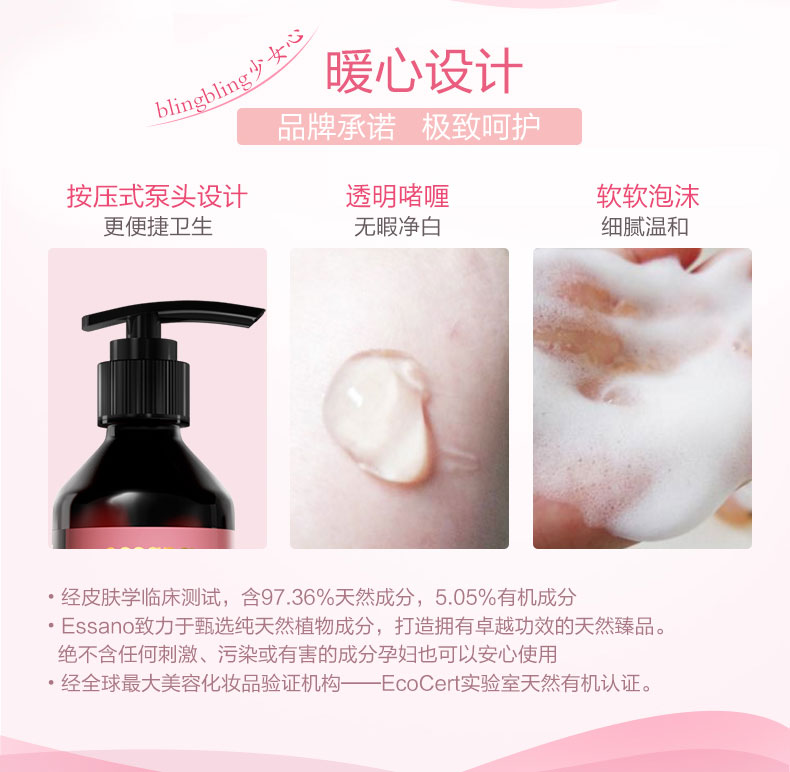 blingbling少女心
暖心设计
品牌承诺 极致呵护
按压式泵头设计
更便捷卫生
透明啫喱
无暇净白
软软泡沫
细腻温和
• 经皮肤学临床测试，含97.36%天然成分，5.05%有机成分
• Essano致力于甄选纯天然植物成分，打造拥有卓越功效的天然臻品。
绝不含任何刺激、污染或有害的成分孕妇也可以安心使用
• 经全球最大美容化妆品验证机构——EcoCert实验室天然有机认证。